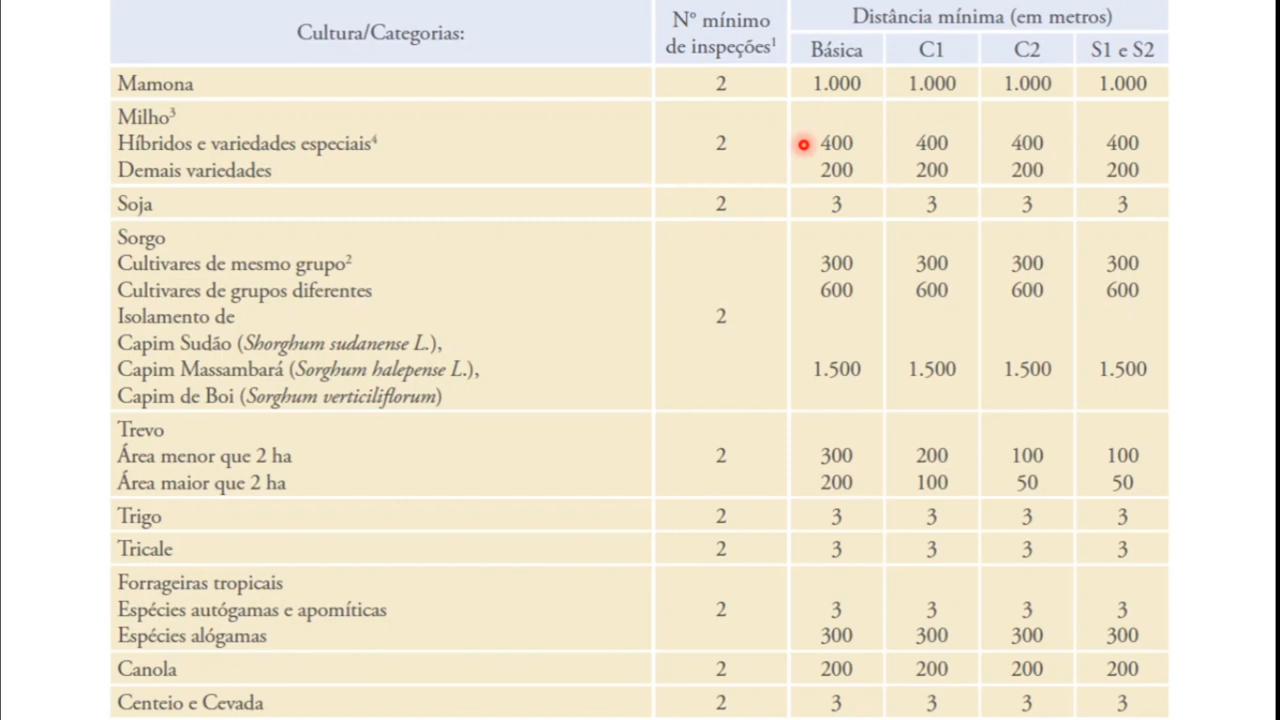 Cultura/Categorias: Nº mínimo de inspeções¹ Distância mínima (em metros)
Básica C1 C2 S1 e S2
Mamona 2 1.000 1.000 1.000 1.000
Milho³
Híbridos e variedades especiais⁴ 2 400 400 400 400
Demais variedades 200 200 200 200
Soja 2 3 3 3 3
Sorgo
Cultivares de mesmo grupo² 300 300 300 300
Cultivares de grupos diferentes 600 600 600 600
Isolamento de 2
Capim Sudão (Shorghum sudanense L.),
Capim Massambará (Sorghum halepense L.), 1.500 1.500 1.500 1.500
Capim de Boi (Sorghum verticiliflorum)
Trevo
Área menor que 2 ha 2 300 200 100 100
Área maior que 2 ha 200 100 50 50
Trigo 2 3 3 3 3
Tricale 2 3 3 3 3
Forrageiras tropicais
Espécies autógamas e apomíticas 2 3 3 3 3
Espécies alógamas 300 300 300 300
Canola 2 200 200 200 200
Centeio e Cevada 2 3 3 3 3